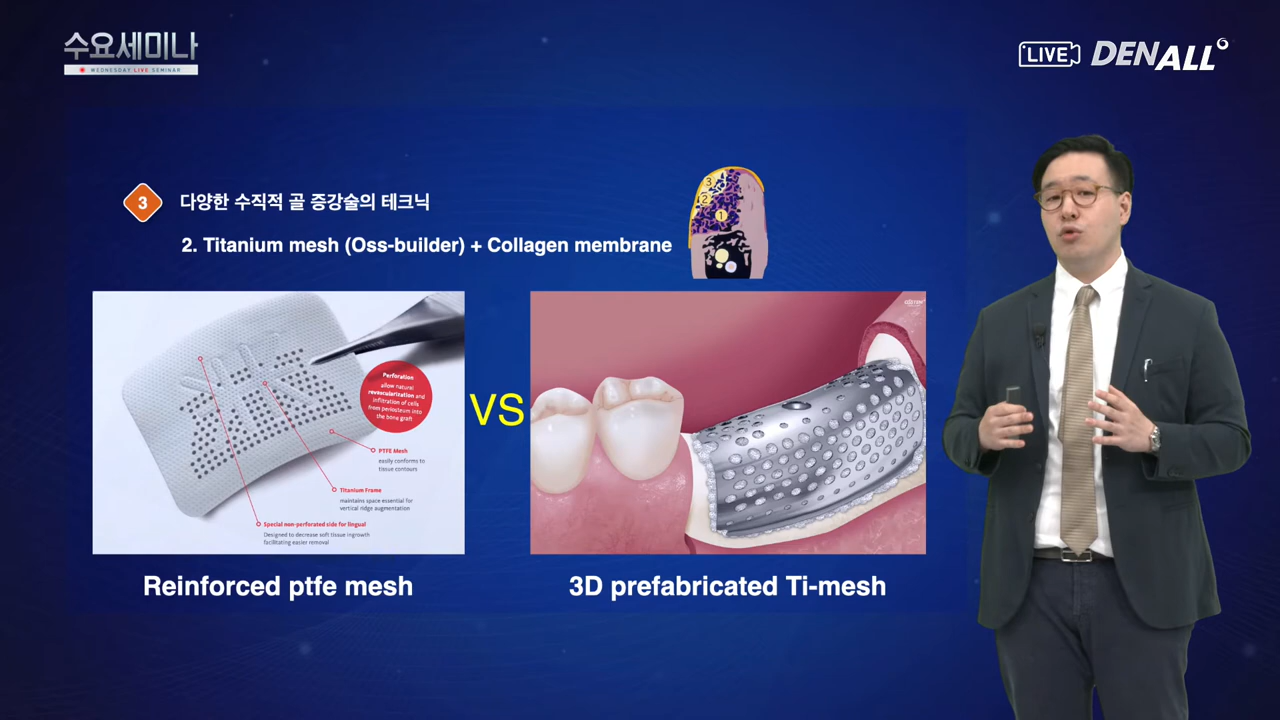 수요세미나
WEDNESDAY LIVE SEMINAR
LIVE DENALL
3
다양한 수직적 골 증강술의 테크닉
2. Titanium mesh (Oss-builder) + Collagen membrane
3
2
1
Perforation
allow natural
revascularization and
infiltration of cells
from periosteum into
the bone graft
PTFE Mesh
easily conforms to
tissue contours
Titanium Frame
maintains space essential for
vertical ridge augmentation
Special non-perforated side for lingual
Designed to decrease soft tissue ingrowth
facilitating easier removal
VS
Reinforced ptfe mesh
3D prefabricated Ti-mesh